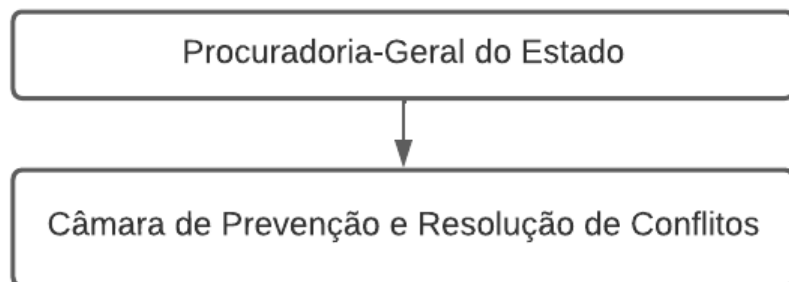 Procuradoria-Geral do Estado
Câmara de Prevenção e Resolução de Conflitos